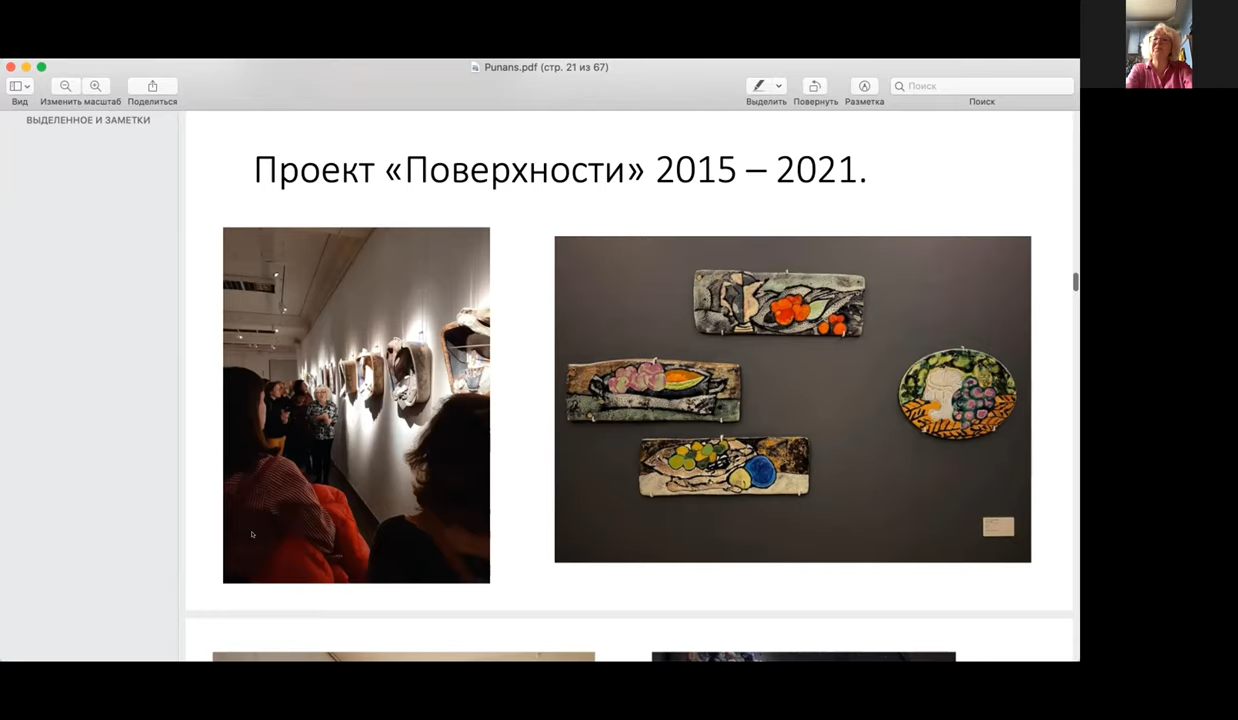 Punans.pdf (стр. 21 из 67)
Вид
Изменить масштаб
Поделиться
Выделить
Повернуть
Разметка
Поиск
Поиск
ВЫДЕЛЕННОЕ И ЗАМЕТКИ
Проект «Поверхности» 2015 – 2021.